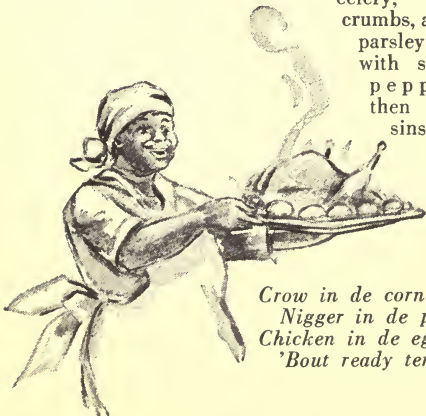 celery,
crumbs, a
parsley
with s
pepp
then
sins
Crow in de corn
Nigger in de p
Chicken in de eg
'Bout ready ter